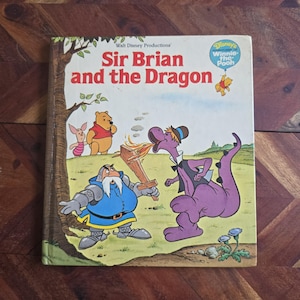 Walt Disney Productions'
Sir Brian
and the Dragon
Disney's
Winnie-
the-
Pooh